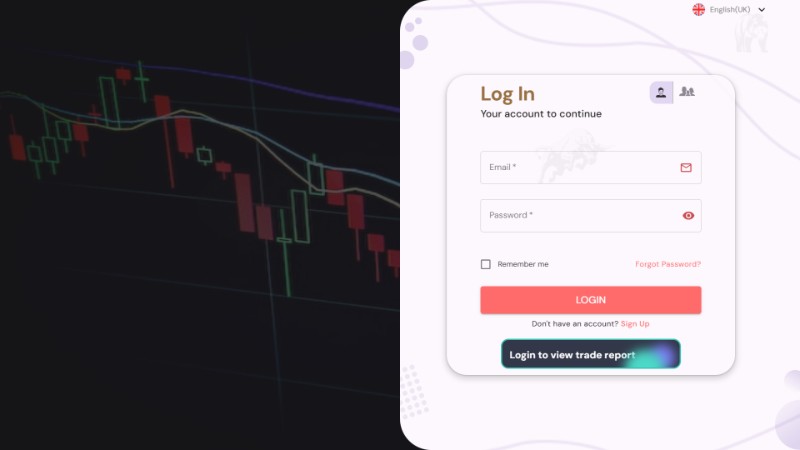 English(UK)
Log In
Your account to continue
Email *
Password *
Remember me
Forgot Password?
LOGIN
Don't have an account? Sign Up
Login to view trade report